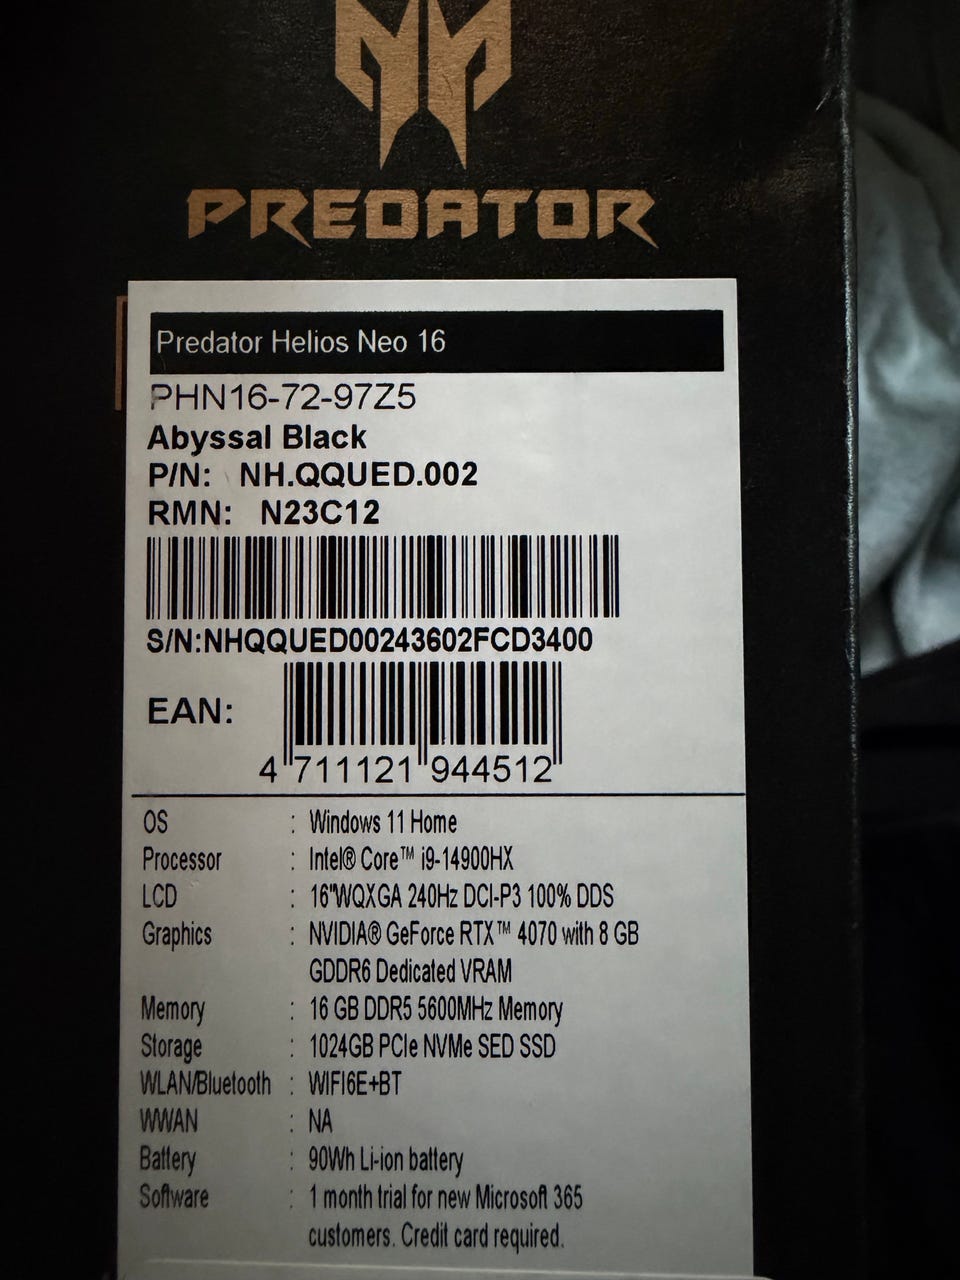 PREDATOR
Predator Helios Neo 16
PHN16-72-97Z5
Abyssal Black
P/N: NH.QQUED.002
RMN: N23C12
S/N:NHQQUED00243602FCD3400
EAN:
4 711121 944512
OS : Windows 11 Home
Processor : Intel® Core™ i9-14900HX
LCD : 16"WQXGA 240Hz DCI-P3 100% DDS
Graphics : NVIDIA® GeForce RTX™ 4070 with 8 GB
GDDR6 Dedicated VRAM
Memory : 16 GB DDR5 5600MHz Memory
Storage : 1024GB PCIe NVMe SED SSD
WLAN/Bluetooth : WIFI6E+BT
WWAN : NA
Battery : 90Wh Li-ion battery
Software : 1 month trial for new Microsoft 365
customers. Credit card required.